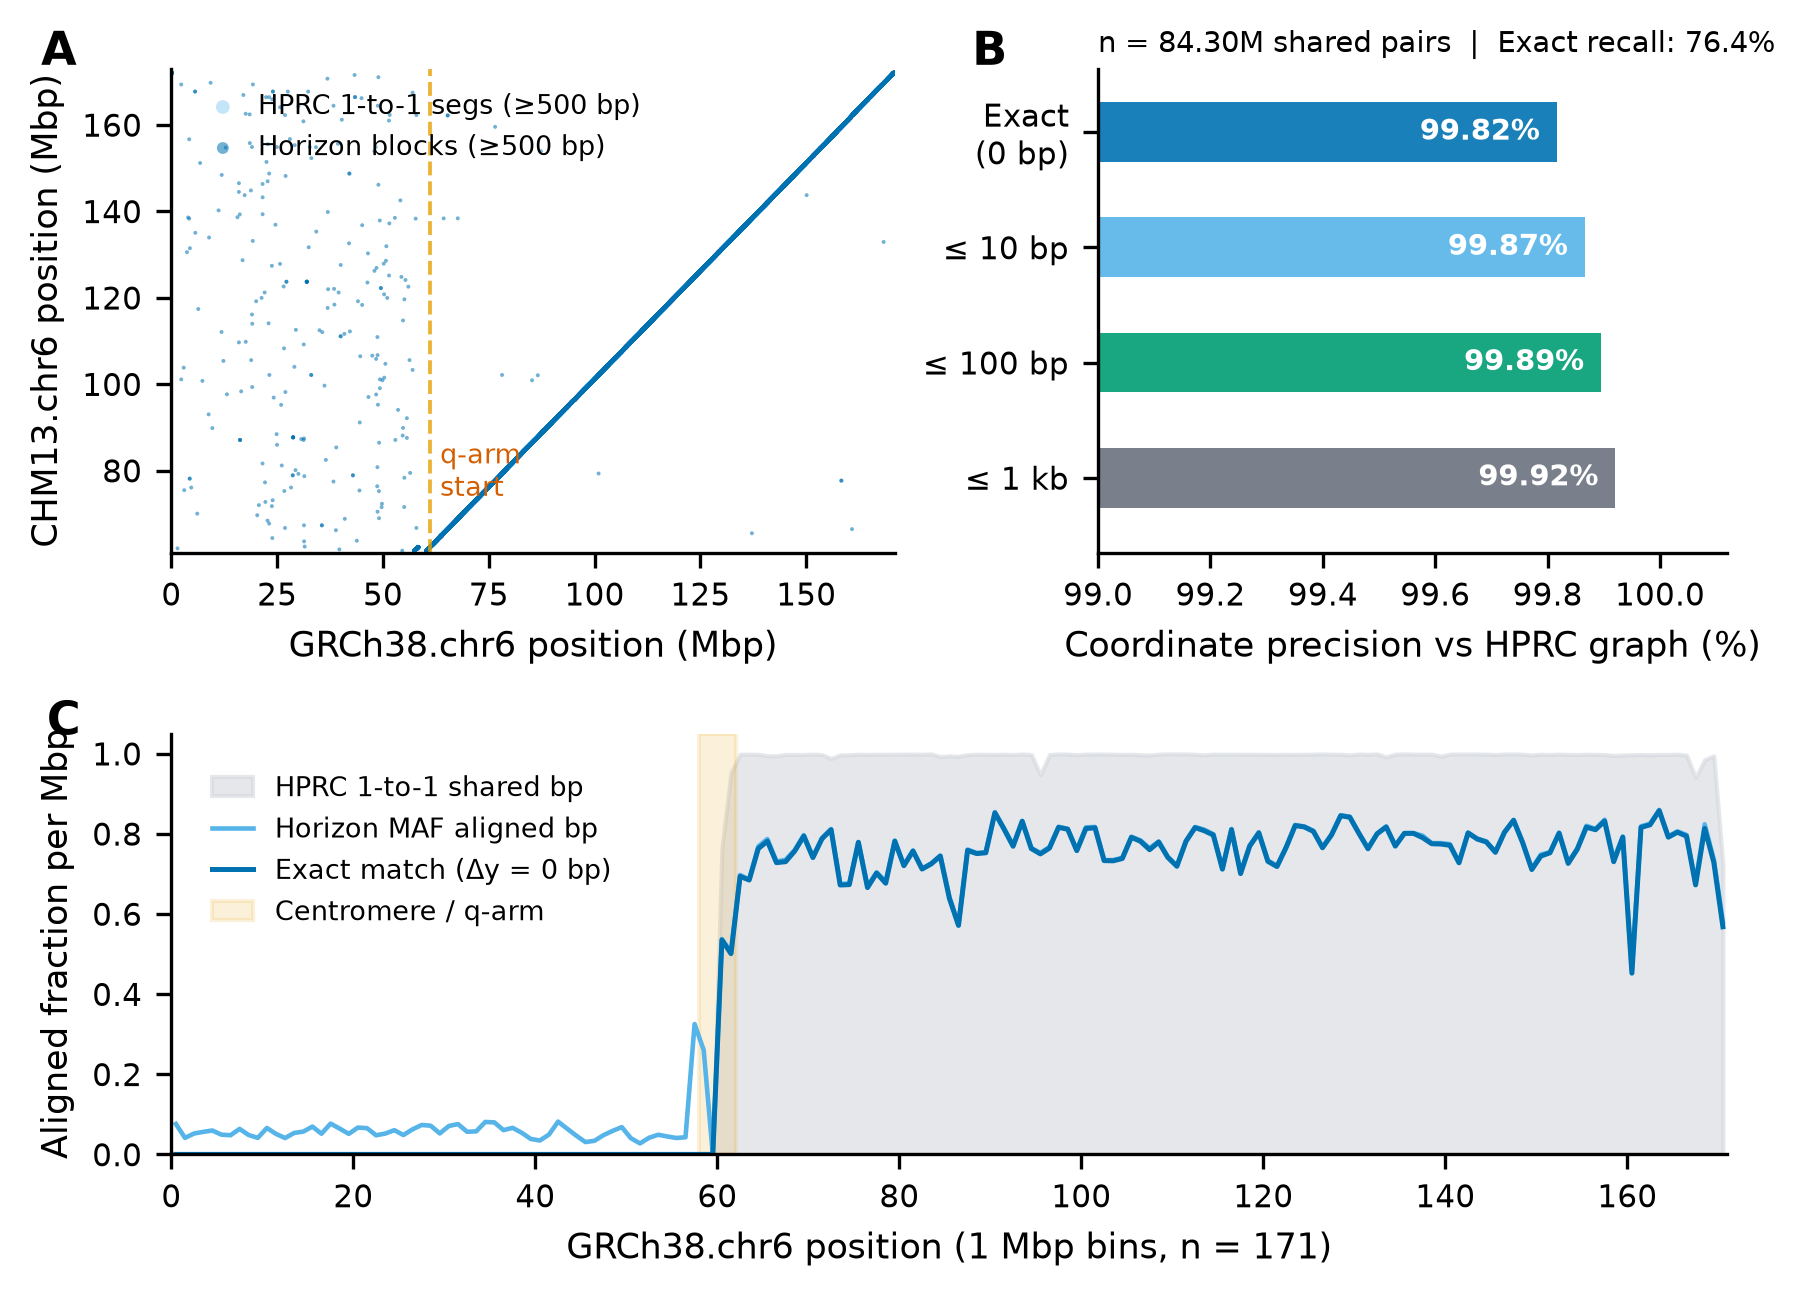 A
CHM13.chr6 position (Mbp)
160
140
120
100
80
HPRC 1-to-1 segs (≥500 bp)
Horizon blocks (≥500 bp)
q-arm
start
0 25 50 75 100 125 150
GRCh38.chr6 position (Mbp)
B
n = 84.30M shared pairs | Exact recall: 76.4%
Exact
(0 bp)
99.82%
≤ 10 bp
99.87%
≤ 100 bp
99.89%
≤ 1 kb
99.92%
99.0 99.2 99.4 99.6 99.8 100.0
Coordinate precision vs HPRC graph (%)
C
Aligned fraction per Mbp
1.0
0.8
0.6
0.4
0.2
0.0
HPRC 1-to-1 shared bp
Horizon MAF aligned bp
Exact match (Δy = 0 bp)
Centromere / q-arm
0 20 40 60 80 100 120 140 160
GRCh38.chr6 position (1 Mbp bins, n = 171)